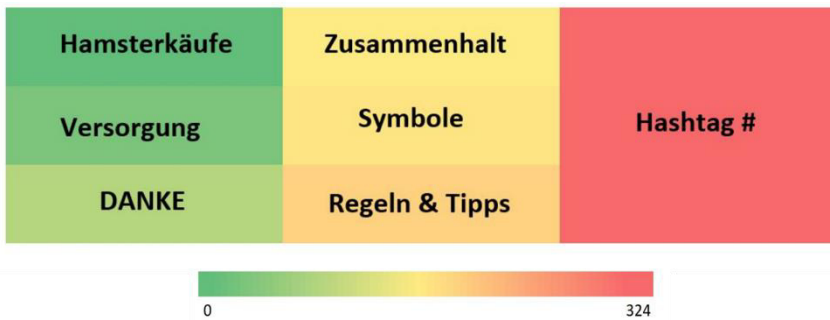 Hamsterkäufe
Zusammenhalt
Versorgung
Symbole
Hashtag #
DANKE
Regeln & Tipps
0
324